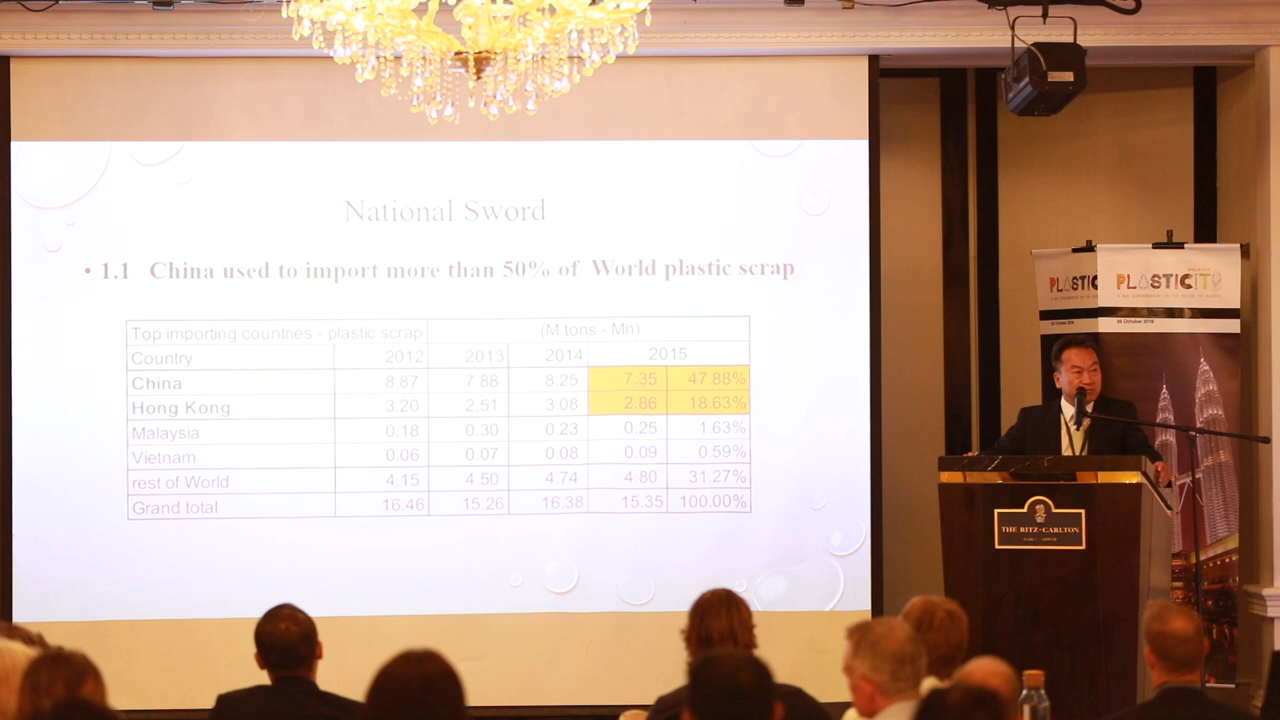 National Sword
• 1.1 China used to import more than 50% of World plastic scrap
Top importing countries - plastic scrap (M tons - Mn)
Country 2012 2013 2014 2015
China 8.87 7.88 8.25 7.35 47.88%
Hong Kong 3.20 2.51 3.08 2.86 18.63%
Malaysia 0.18 0.30 0.23 0.25 1.63%
Vietnam 0.06 0.07 0.08 0.09 0.59%
rest of World 4.15 4.50 4.74 4.80 31.27%
Grand total 16.46 15.26 16.38 15.35 100.00%
PLASTIC
PLASTICITY
THE RITZ-CARLTON